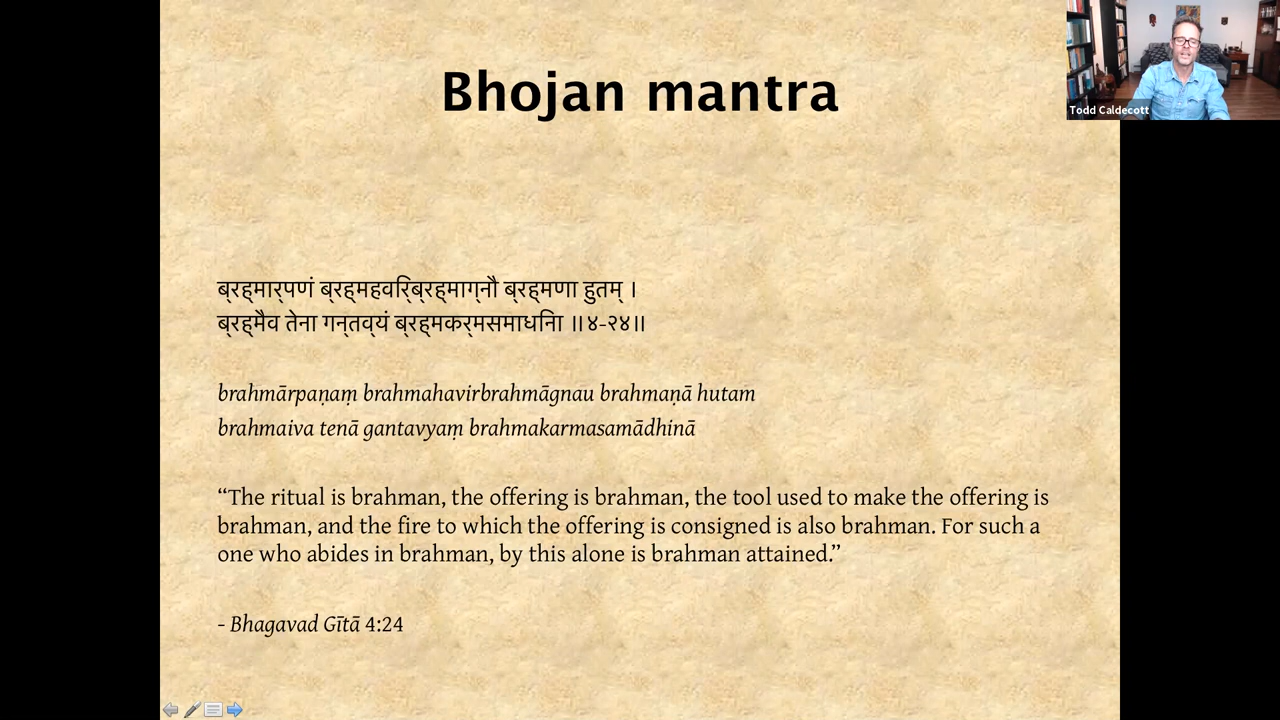 Bhojan mantra
Todd Caldecott
ब्रह्मार्पणं ब्रह्महवर्िब्रह्माग्नौ ब्रह्मणा हुतम् ।
ब्रह्मैव तेना गन्तव्यं ब्रह्मकर्मसमाधनिा ॥४-२४॥
brahmārpaṇaṃ brahmahavirbrahmāgnau brahmaṇā hutam
brahmaiva tenā gantavyaṃ brahmakarmasamādhinā
“The ritual is brahman, the offering is brahman, the tool used to make the offering is
brahman, and the fire to which the offering is consigned is also brahman. For such a
one who abides in brahman, by this alone is brahman attained.”
- Bhagavad Gītā 4:24